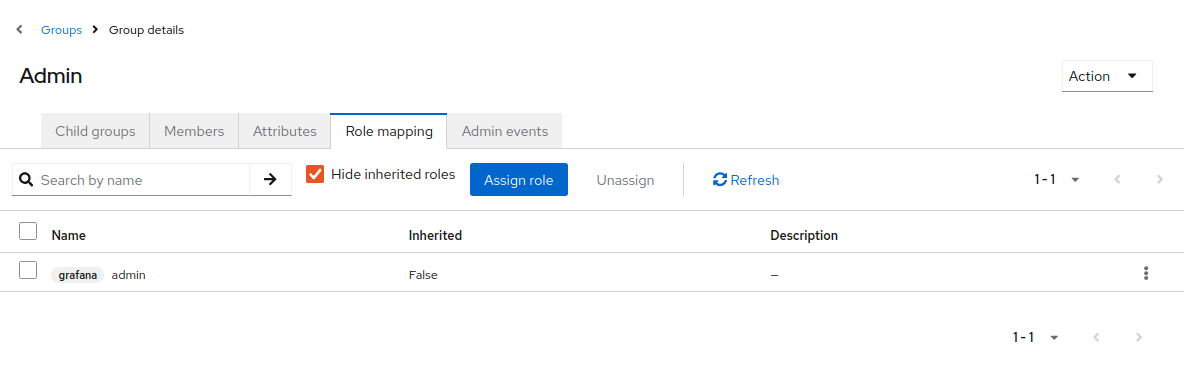 Groups Group details
Admin
Action
Child groups Members Attributes Role mapping Admin events
Search by name Hide inherited roles Assign role Unassign Refresh 1 - 1
Name Inherited Description
grafana admin False –
1 - 1